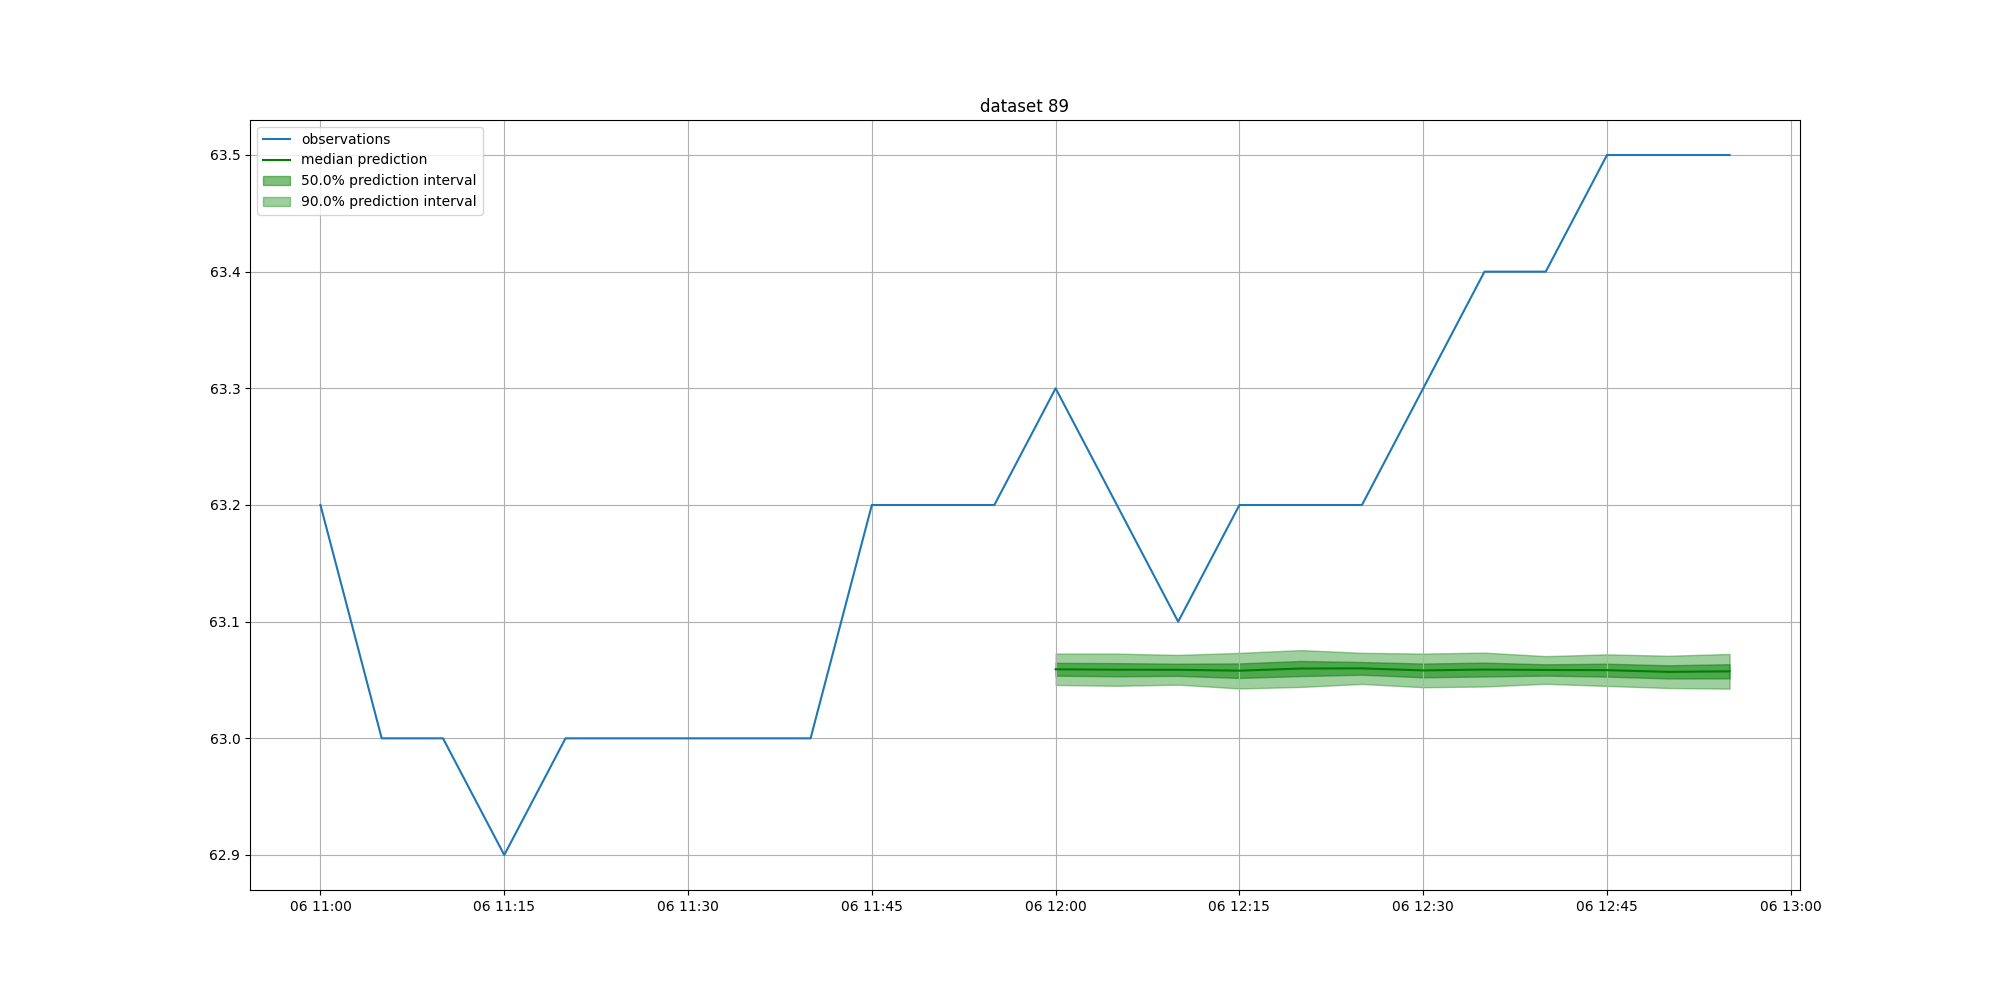 dataset 89
observations
median prediction
50.0% prediction interval
90.0% prediction interval
63.5
63.4
63.3
63.2
63.1
63.0
62.9
06 11:00 06 11:15 06 11:30 06 11:45 06 12:00 06 12:15 06 12:30 06 12:45 06 13:00